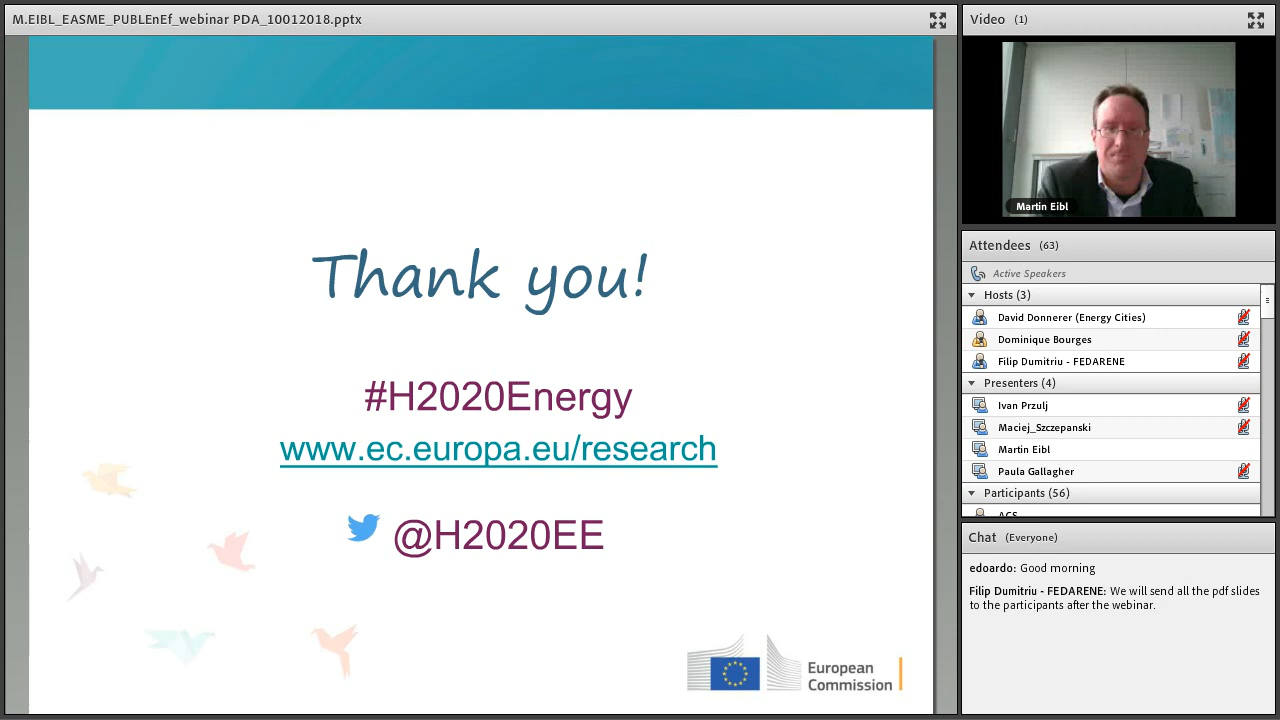 M.EIBL_EASME_PUBLEnEf_webinar PDA_10012018.pptx
Thank you!
#H2020Energy
www.ec.europa.eu/research
@H2020EE
European
Commission
Video (1)
Martin Eibl
Attendees (63)
Active Speakers
Hosts (3)
David Donnerer (Energy Cities)
Dominique Bourges
Filip Dumitriu - FEDARENE
Presenters (4)
Ivan Przulj
Maciej_Szczepanski
Martin Eibl
Paula Gallagher
Participants (56)
ACS
Chat (Everyone)
edoardo: Good morning
Filip Dumitriu - FEDARENE: We will send all the pdf slides
to the participants after the webinar.